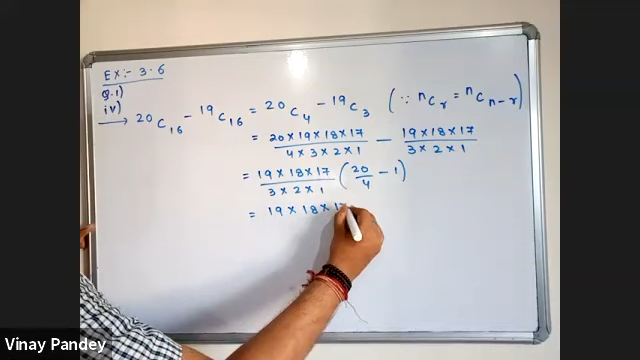 EX:- 3.6
Q.1)
iv)
→ ²⁰C₁₆ - ¹⁹C₁₆ = ²⁰C₄ - ¹⁹C₃ (∵ ⁿCᵣ = ⁿCₙ₋ᵣ)
= 20×19×18×17 / 4×3×2×1 - 19×18×17 / 3×2×1
= 19×18×17 / 3×2×1 (20/4 - 1)
= 19×18×17
Vinay Pandey